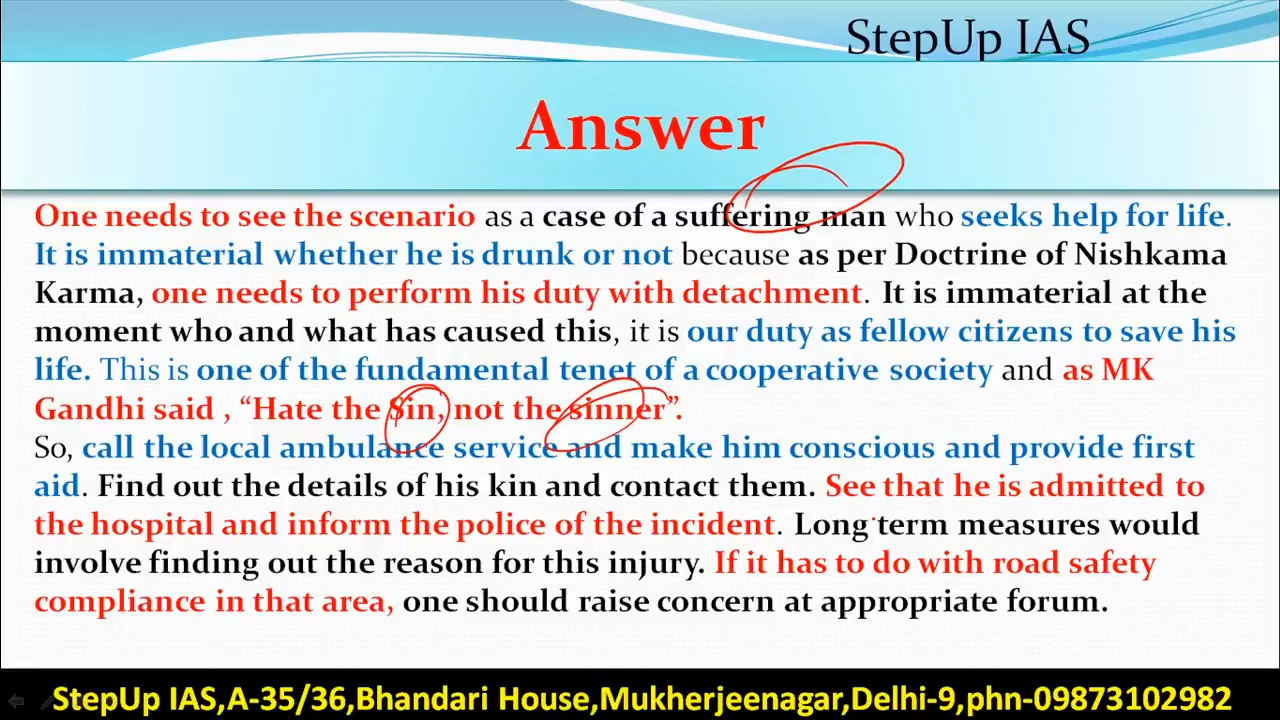 StepUp IAS
Answer
One needs to see the scenario as a case of a suffering man who seeks help for life.
It is immaterial whether he is drunk or not because as per Doctrine of Nishkama
Karma, one needs to perform his duty with detachment. It is immaterial at the
moment who and what has caused this, it is our duty as fellow citizens to save his
life. This is one of the fundamental tenet of a cooperative society and as MK
Gandhi said , “Hate the Sin, not the sinner”.
So, call the local ambulance service and make him conscious and provide first
aid. Find out the details of his kin and contact them. See that he is admitted to
the hospital and inform the police of the incident. Long term measures would
involve finding out the reason for this injury. If it has to do with road safety
compliance in that area, one should raise concern at appropriate forum.
StepUp IAS,A-35/36,Bhandari House,Mukherjeenagar,Delhi-9,phn-09873102982